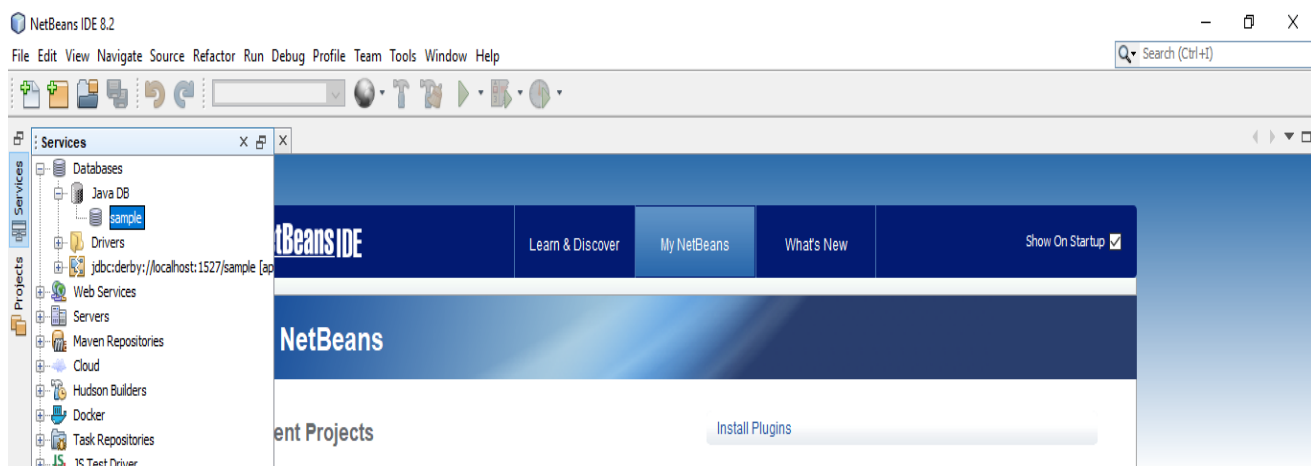 NetBeans IDE 8.2
File Edit View Navigate Source Refactor Run Debug Profile Team Tools Window Help
Search (Ctrl+I)
Services
Services
Projects
Databases
Java DB
sample
Drivers
jdbc:derby://localhost:1527/sample [ap
Web Services
Servers
Maven Repositories
Cloud
Hudson Builders
Docker
Task Repositories
JS Test Driver
tBeans IDE
Learn & Discover
My NetBeans
What's New
Show On Startup
NetBeans
ent Projects
Install Plugins